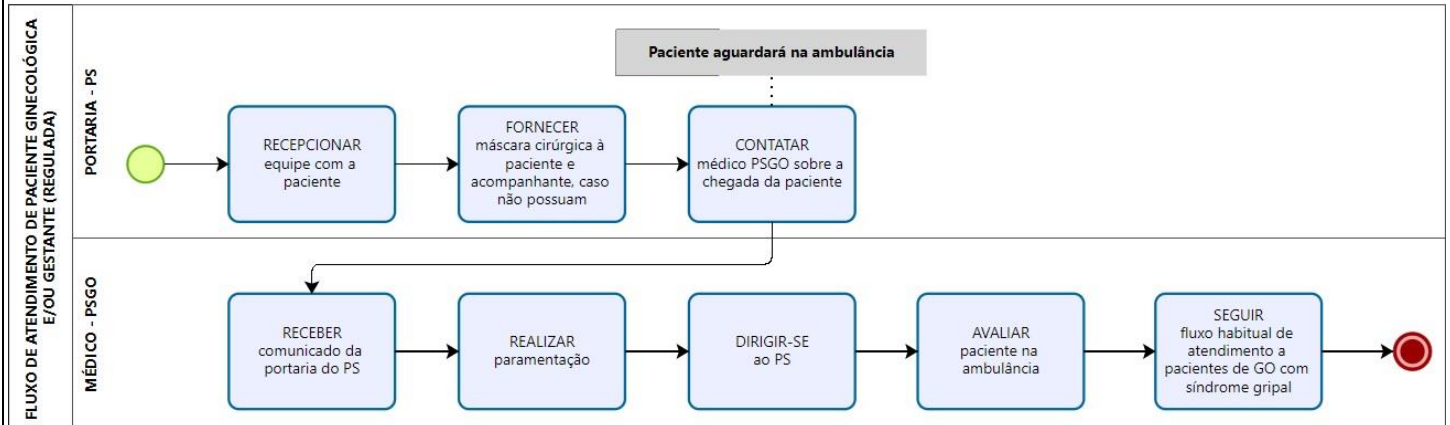 FLUXO DE ATENDIMENTO DE PACIENTE GINECOLÓGICA
E/OU GESTANTE (REGULADA)
PORTARIA - PS
Paciente aguardará na ambulância
RECEPCIONAR
equipe com a
paciente
FORNECER
máscara cirúrgica à
paciente e
acompanhante, caso
não possuam
CONTATAR
médico PSGO sobre a
chegada da paciente
MÉDICO - PSGO
RECEBER
comunicado da
portaria do PS
REALIZAR
paramentação
DIRIGIR-SE
ao PS
AVALIAR
paciente na
ambulância
SEGUIR
fluxo habitual de
atendimento a
pacientes de GO com
síndrome gripal